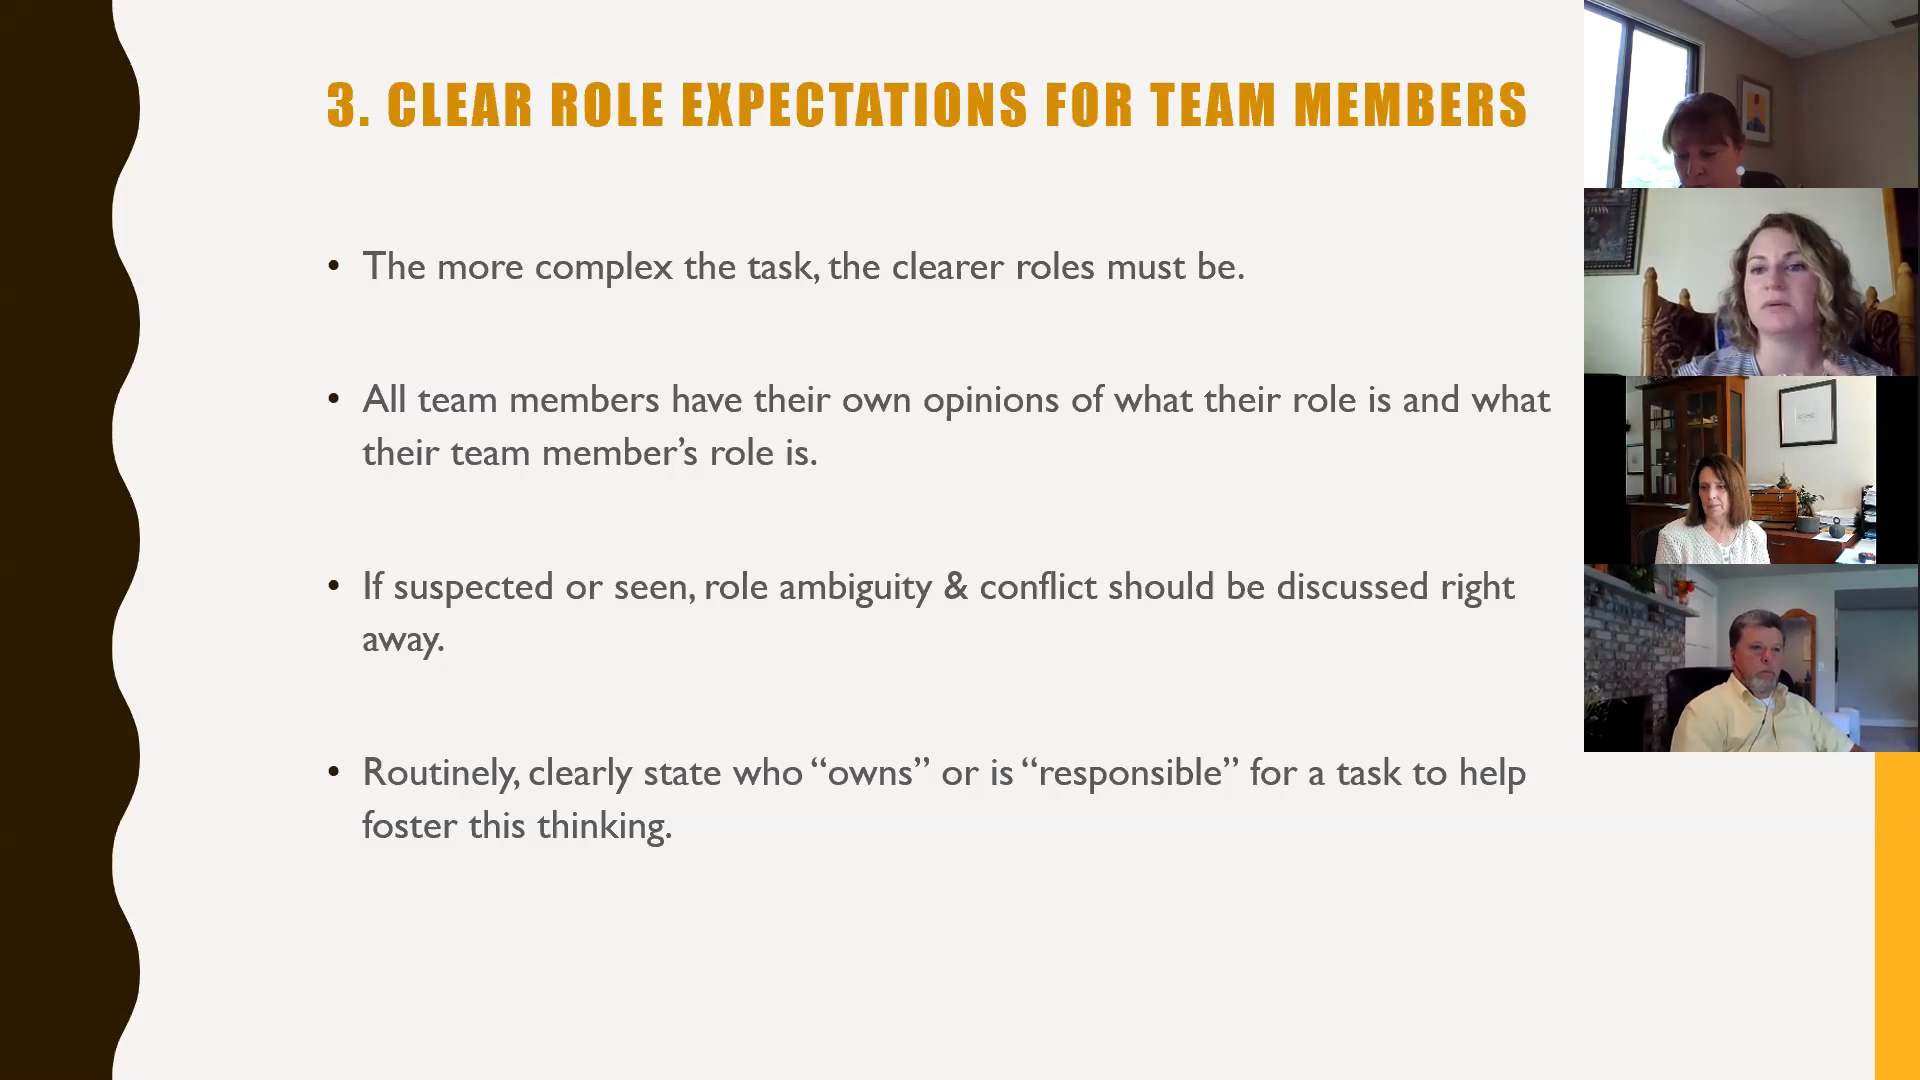 3. CLEAR ROLE EXPECTATIONS FOR TEAM MEMBERS
• The more complex the task, the clearer roles must be.
• All team members have their own opinions of what their role is and what
their team member’s role is.
• If suspected or seen, role ambiguity & conflict should be discussed right
away.
• Routinely, clearly state who “owns” or is “responsible” for a task to help
foster this thinking.